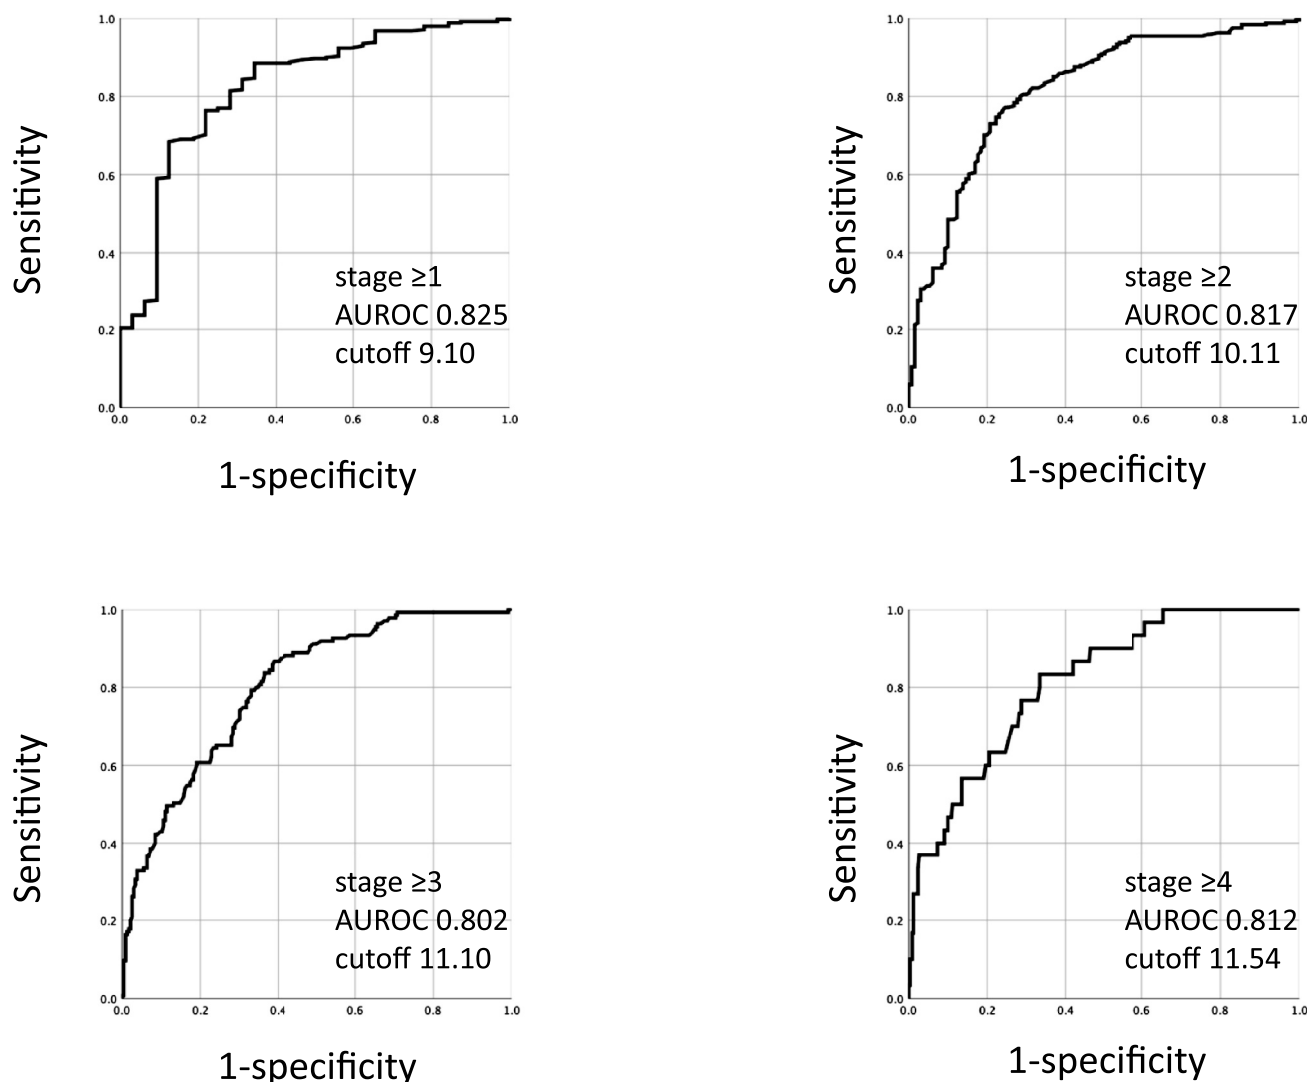 1.0
0.8
0.6
0.4
0.2
0.0
0.0 0.2 0.4 0.6 0.8 1.0
Sensitivity
1-specificity
stage ≥1
AUROC 0.825
cutoff 9.10
1.0
0.8
0.6
0.4
0.2
0.0
0.0 0.2 0.4 0.6 0.8 1.0
Sensitivity
1-specificity
stage ≥2
AUROC 0.817
cutoff 10.11
1.0
0.8
0.6
0.4
0.2
0.0
0.0 0.2 0.4 0.6 0.8 1.0
Sensitivity
1-specificity
stage ≥3
AUROC 0.802
cutoff 11.10
1.0
0.8
0.6
0.4
0.2
0.0
0.0 0.2 0.4 0.6 0.8 1.0
Sensitivity
1-specificity
stage ≥4
AUROC 0.812
cutoff 11.54